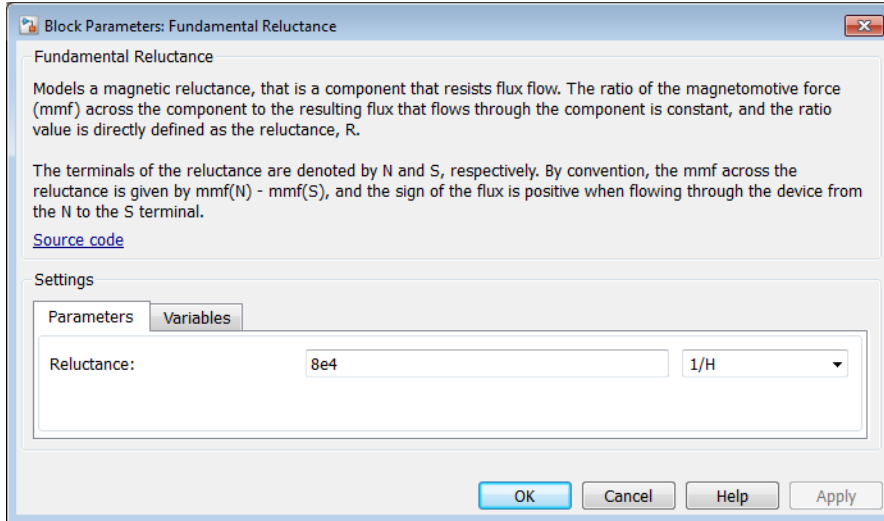 Block Parameters: Fundamental Reluctance
Fundamental Reluctance
Models a magnetic reluctance, that is a component that resists flux flow. The ratio of the magnetomotive force
(mmf) across the component to the resulting flux that flows through the component is constant, and the ratio
value is directly defined as the reluctance, R.
The terminals of the reluctance are denoted by N and S, respectively. By convention, the mmf across the
reluctance is given by mmf(N) - mmf(S), and the sign of the flux is positive when flowing through the device from
the N to the S terminal.
Source code
Settings
Parameters Variables
Reluctance: 8e4 1/H
OK Cancel Help Apply